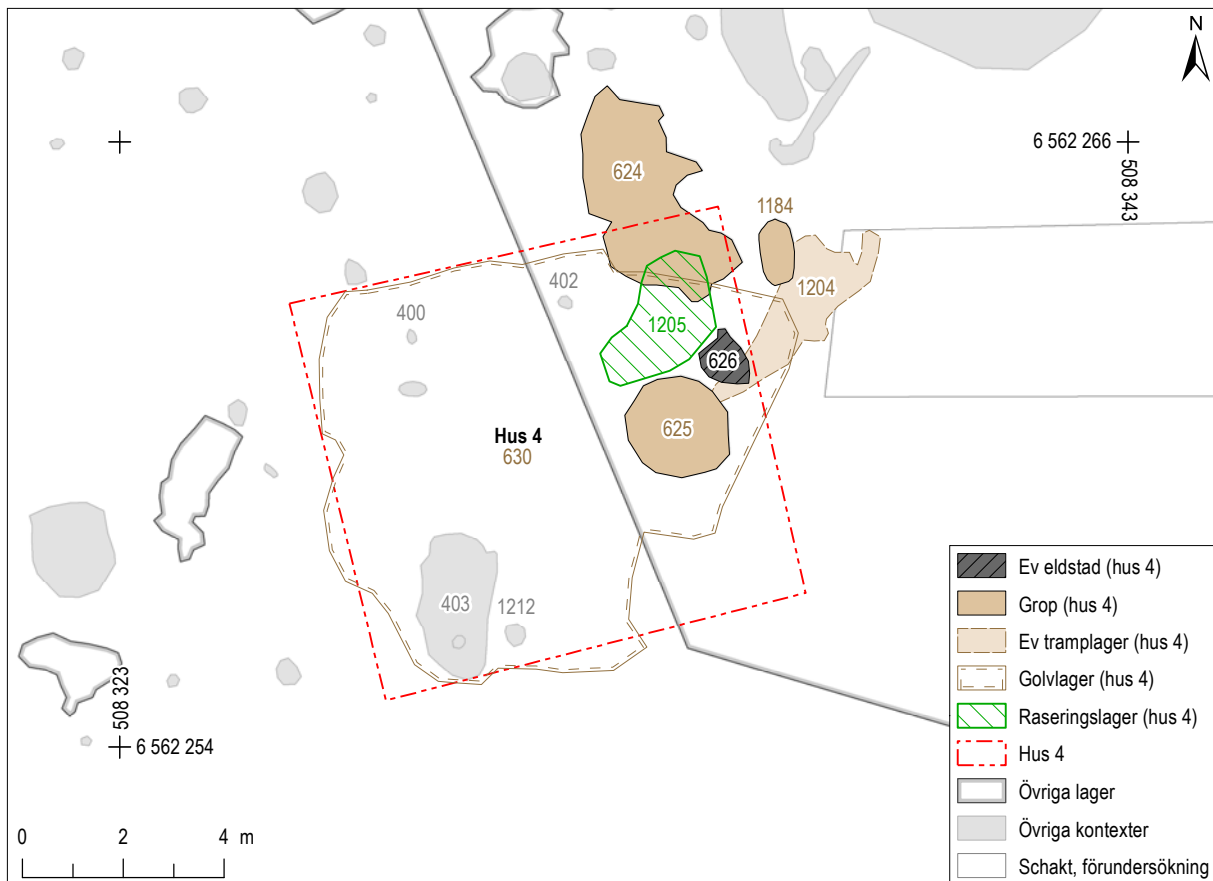 N
6 562 266
508 343
624
1184
1204
402
400
1205
626
625
Hus 4
630
403
1212
508 323
6 562 254
0 2 4 m
Ev eldstad (hus 4)
Grop (hus 4)
Ev tramplager (hus 4)
Golvlager (hus 4)
Raseringslager (hus 4)
Hus 4
Övriga lager
Övriga kontexter
Schakt, förundersökning